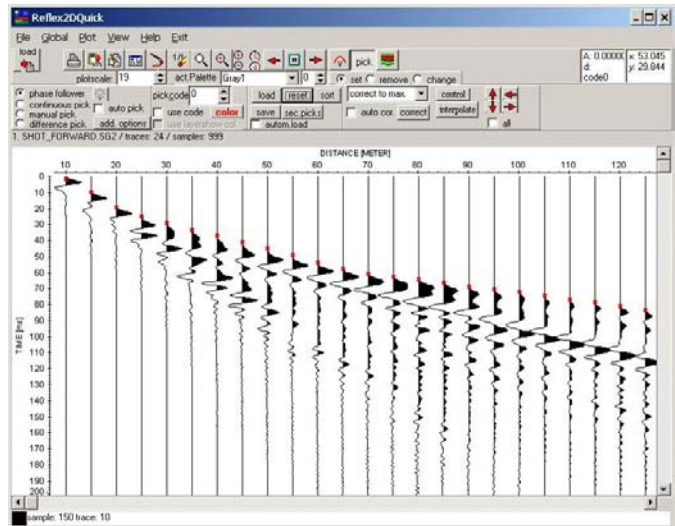 Reflex2DQuick
File Global Plot View Help Exit
load
pick
A: 0.00000 x: 53.045
d: y: 29.844
code0
plotscale: 19 act.Palette Gray1 0 set remove change
phase follower
continuous pick
manual pick
difference pick
auto pick
add. options
pickcode 0
use code color
use layershow-col.
load reset sort
save sec.picks
autom.load
correct to max.
auto cor. correct
control
interpolate
all
1. SHOT_FORWARD.SG2 / traces: 24 / samples: 999
DISTANCE [METER]
10 20 30 40 50 60 70 80 90 100 110 120
TIME [ms]
0
10
20
30
40
50
60
70
80
90
100
110
120
130
140
150
160
170
180
190
200
sample: 150 trace: 10